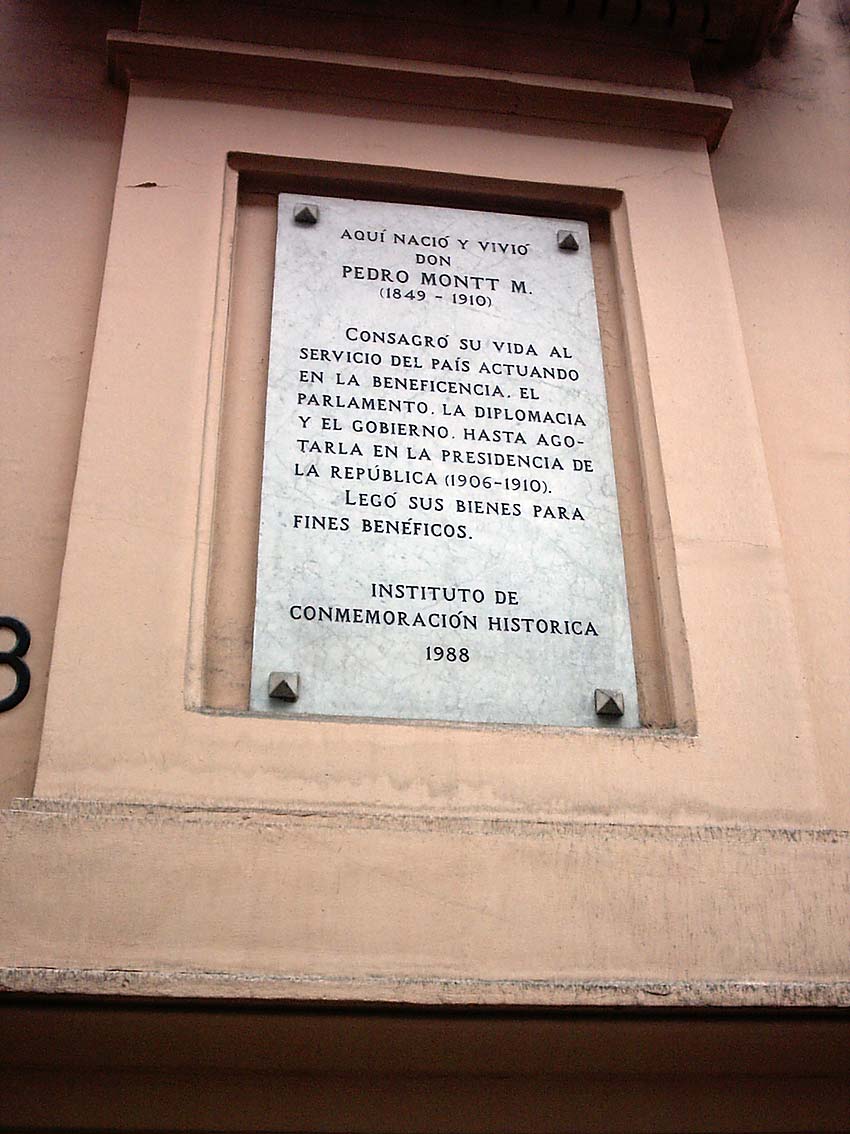 AQUÍ NACIÓ Y VIVIÓ
DON
PEDRO MONTT M.
(1849 - 1910)
CONSAGRÓ SU VIDA AL
SERVICIO DEL PAÍS ACTUANDO
EN LA BENEFICENCIA, EL
PARLAMENTO, LA DIPLOMACIA
Y EL GOBIERNO, HASTA AGO-
TARLA EN LA PRESIDENCIA DE
LA REPÚBLICA (1906-1910).
LEGÓ SUS BIENES PARA
FINES BENÉFICOS.
INSTITUTO DE
CONMEMORACIÓN HISTORICA
1988
8